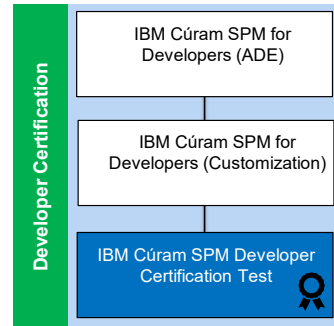 Developer Certification
IBM Cúram SPM for
Developers (ADE)
IBM Cúram SPM for
Developers (Customization)
IBM Cúram SPM Developer
Certification Test